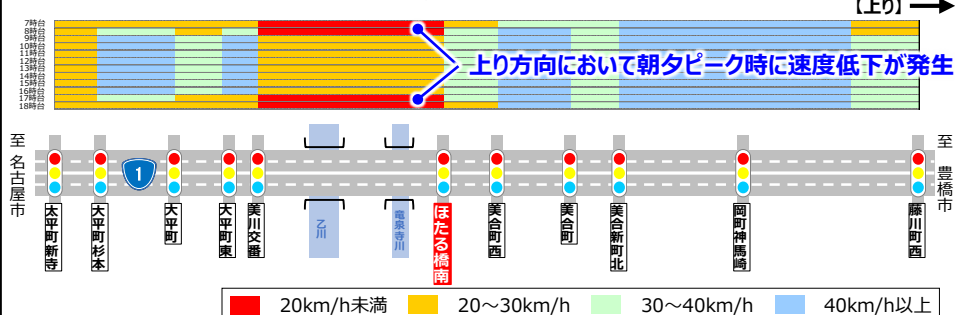 【上り】
7時台
8時台
9時台
10時台
11時台
12時台
13時台
14時台
15時台
16時台
17時台
18時台
上り方向において朝夕ピーク時に速度低下が発生
至 名古屋市
1
至 豊橋市
太平町新寺
大平町杉本
大平町
大平町東
美川交番
乙川
竜泉寺川
ほたる橋南
美合町西
美合町
美合新町北
岡町神馬崎
藤川町西
20km/h未満
20～30km/h
30～40km/h
40km/h以上